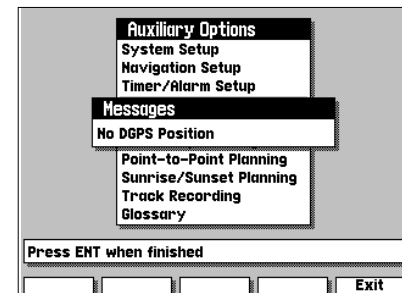 Auxiliary Options
System Setup
Navigation Setup
Timer/Alarm Setup
Messages
No DGPS Position
Point-to-Point Planning
Sunrise/Sunset Planning
Track Recording
Glossary
Press ENT when finished
Exit